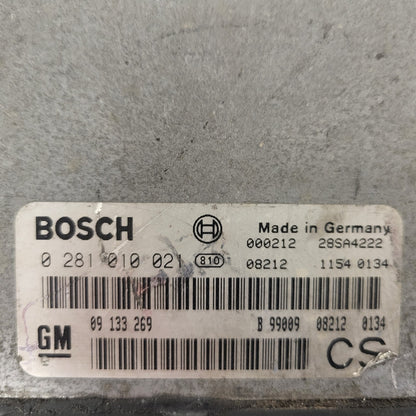 BOSCH Made in Germany
000212 28SA4222
0 281 010 021 810 08212 1154 0134
GM 09 133 269 B 99009 08212 0134
CS